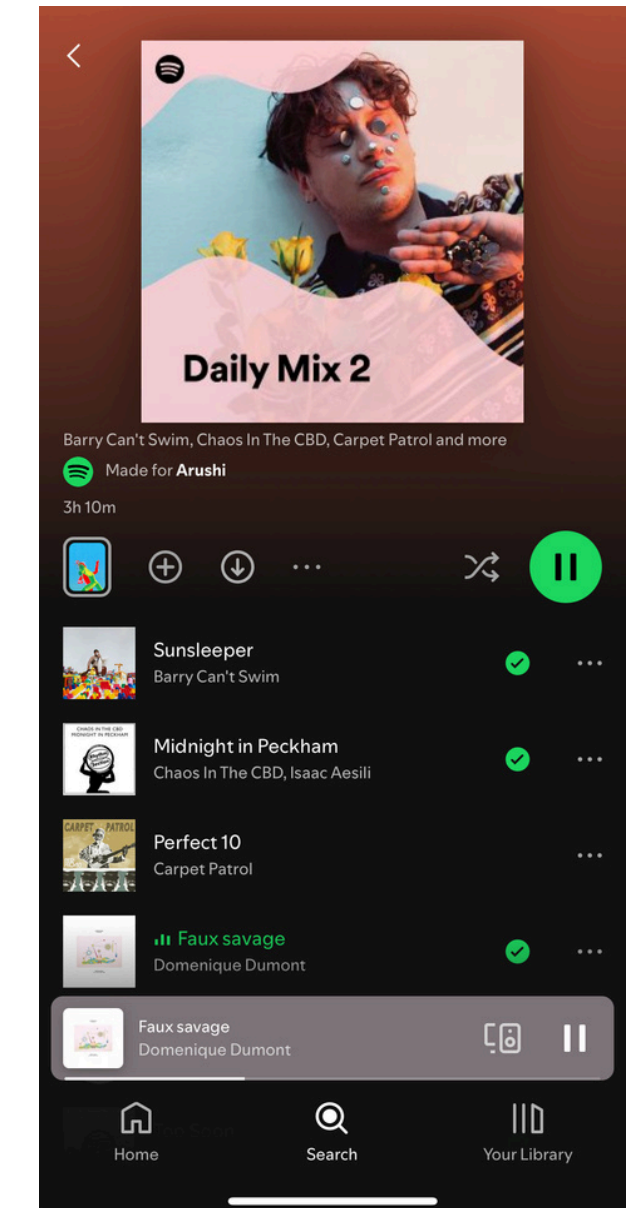 Daily Mix 2
Barry Can't Swim, Chaos In The CBD, Carpet Patrol and more
Made for Arushi
3h 10m
Sunsleeper
Barry Can't Swim
CHAOS IN THE CBD
MIDNIGHT IN PECKHAM
Midnight in Peckham
Chaos In The CBD, Isaac Aesili
CARPET PATROL
Perfect 10
Carpet Patrol
Faux savage
Domenique Dumont
Faux savage
Domenique Dumont
Home
Search
Your Library